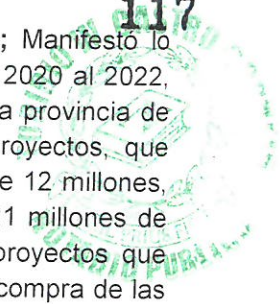 117
; Manifestó lo
2020 al 2022,
a provincia de
royectos, que
e 12 millones,
1 millones de
proyectos que
compra de las